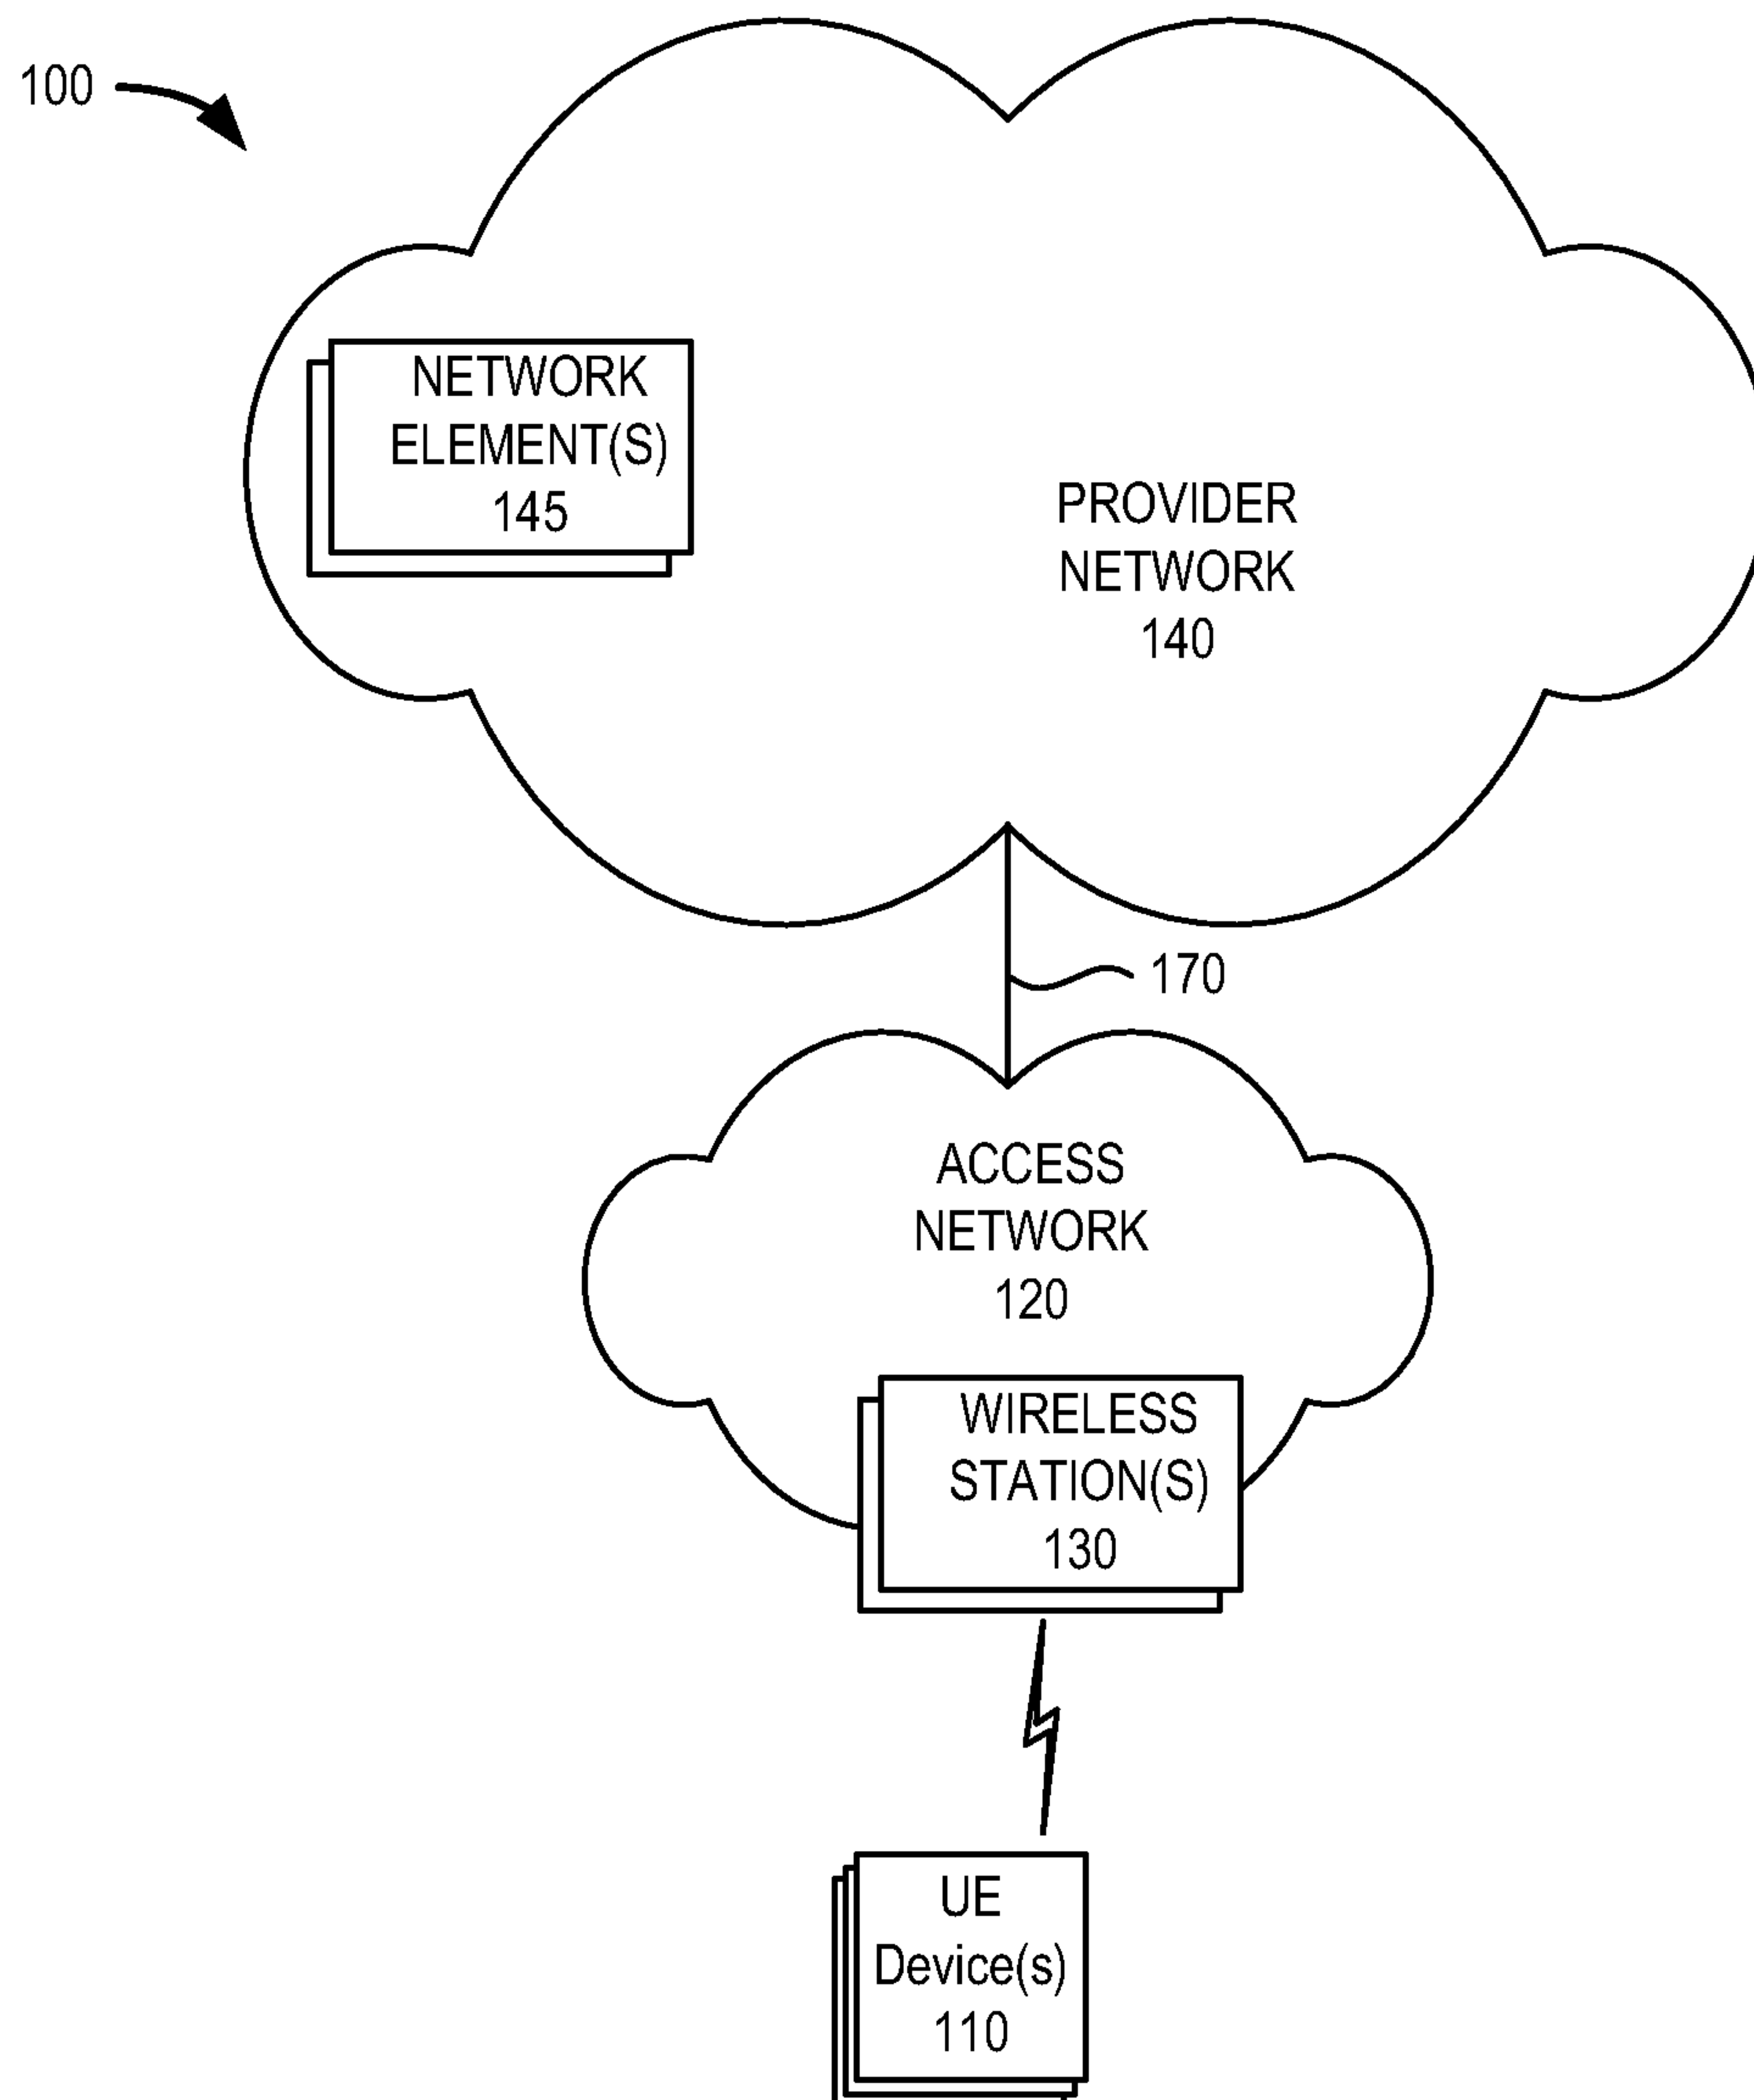 100
NETWORK
ELEMENT(S)
145
PROVIDER
NETWORK
140
170
ACCESS
NETWORK
120
WIRELESS
STATION(S)
130
UE
Device(s)
110